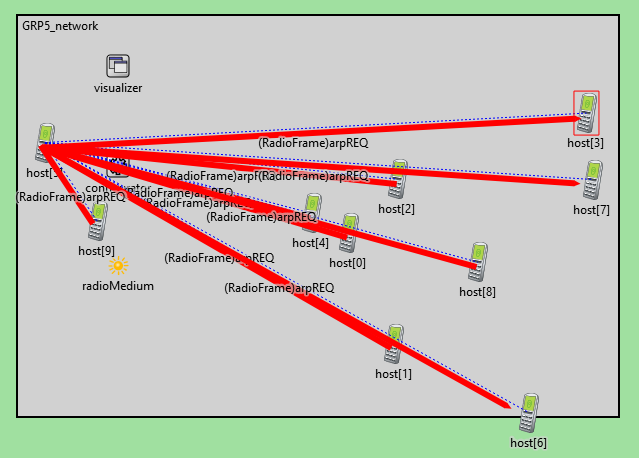 GRP5_network
visualizer
(RadioFrame)arpREQ
host[3]
host[5]
(RadioFrame)arpREQ
(RadioFrame)arpREQ
host[7]
(RadioFrame)arpREQ
(RadioFrame)arpREQ
(RadioFrame)arpREQ
host[2]
(RadioFrame)arpREQ
host[4]
host[9]
(RadioFrame)arpREQ
host[0]
radioMedium
(RadioFrame)arpREQ
host[8]
host[1]
host[6]